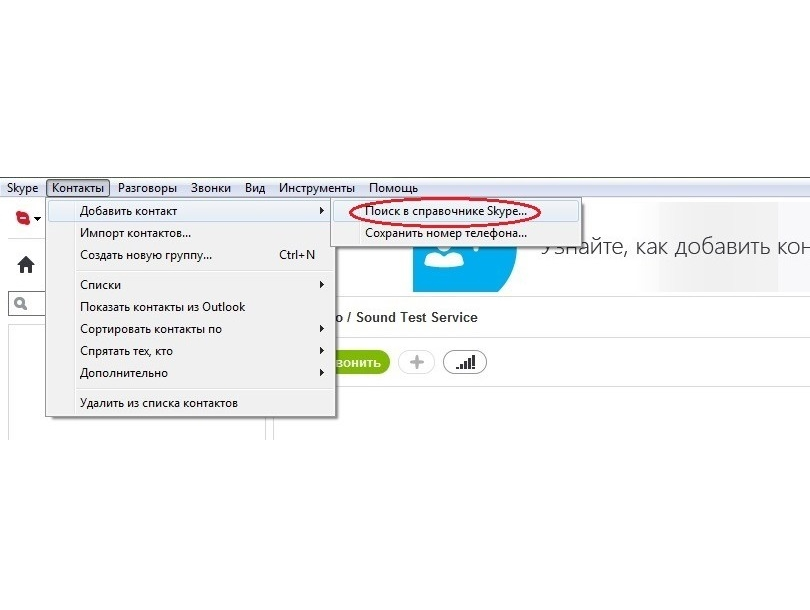 Skype Контакты Разговоры Звонки Вид Инструменты Помощь
Добавить контакт
Поиск в справочнике Skype...
Импорт контактов...
Сохранить номер телефона...
Создать новую группу... Ctrl+N
Узнайте, как добавить кон
Списки
Показать контакты из Outlook
o / Sound Test Service
Сортировать контакты по
Спрятать тех, кто
вонить
Дополнительно
Удалить из списка контактов